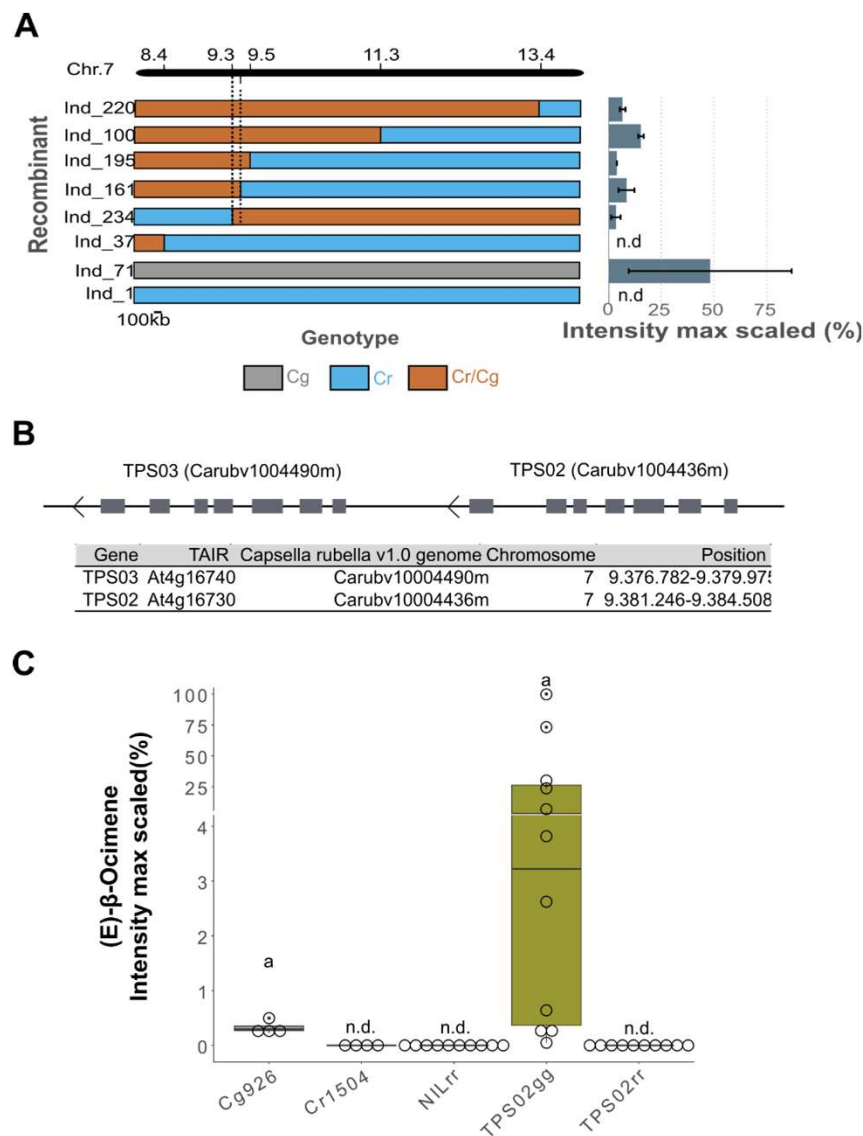 A
8.4 9.3 9.5 11.3 13.4
Chr.7
Recombinant
Ind_220
Ind_100
Ind_195
Ind_161
Ind_234
Ind_37
n.d
Ind_71
Ind_1
n.d
100kb
0 25 50 75
Genotype
Intensity max scaled (%)
Cg Cr Cr/Cg
B
TPS03 (Carubv1004490m) TPS02 (Carubv1004436m)
Gene TAIR Capsella rubella v1.0 genome Chromosome Position
TPS03 At4g16740 Carubv10004490m 7 9.376.782-9.379.975
TPS02 At4g16730 Carubv10004436m 7 9.381.246-9.384.508
C
(E)-β-Ocimene
Intensity max scaled(%)
100
75
50
25
4
3
2
1
0
a
n.d.
n.d.
a
n.d.
Cg926
Cr1504
NILrr
TPS02gg
TPS02rr